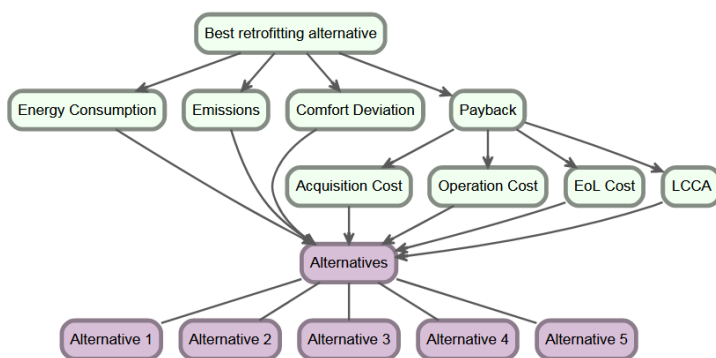 Best retrofitting alternative
Energy Consumption
Emissions
Comfort Deviation
Payback
Acquisition Cost
Operation Cost
EoL Cost
LCCA
Alternatives
Alternative 1
Alternative 2
Alternative 3
Alternative 4
Alternative 5